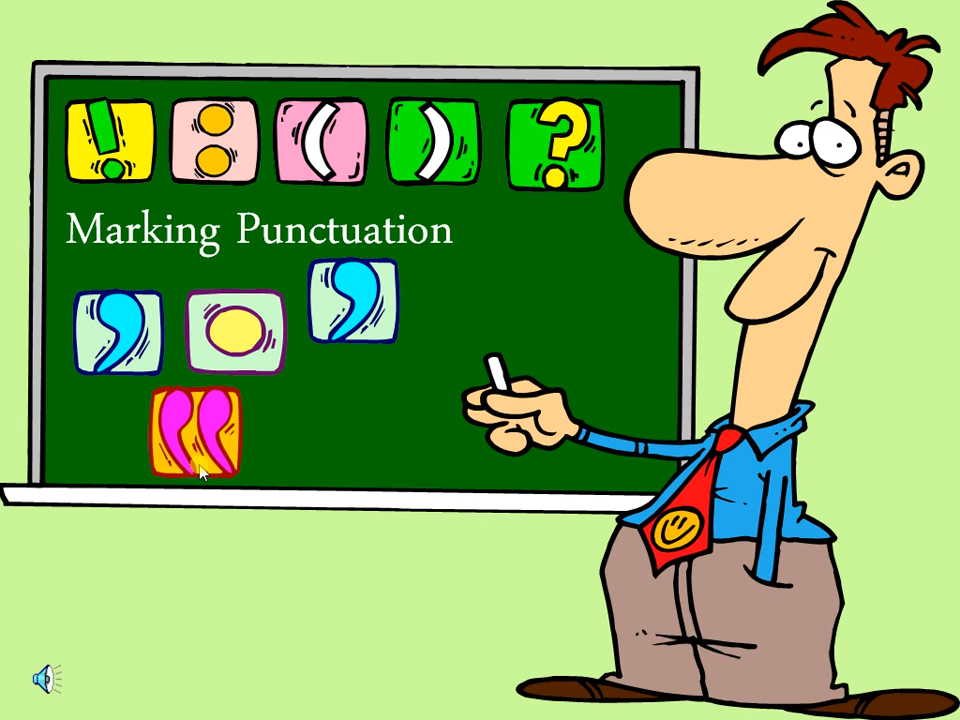 ! : ( ) ?
Marking Punctuation
, . ,
“